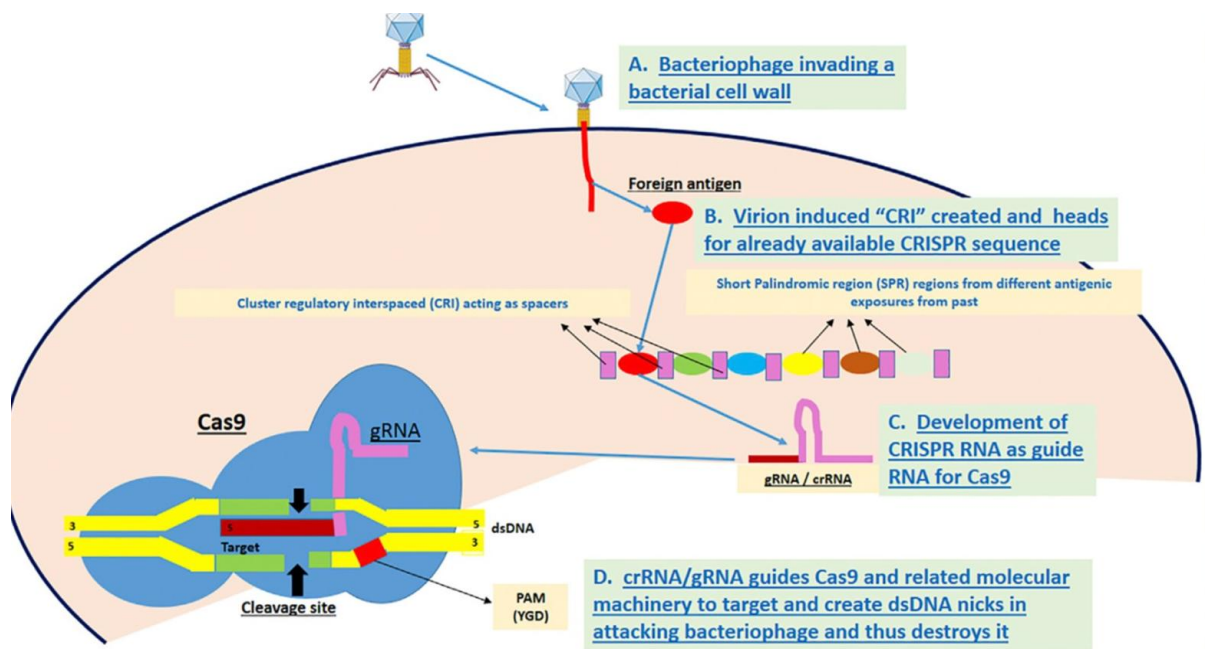 A. Bacteriophage invading a
bacterial cell wall
Foreign antigen
B. Virion induced “CRI” created and heads
for already available CRISPR sequence
Short Palindromic region (SPR) regions from different antigenic
exposures from past
Cluster regulatory interspaced (CRI) acting as spacers
Cas9
gRNA
C. Development of
CRISPR RNA as guide
RNA for Cas9
gRNA / crRNA
3
5
5
5
3
dsDNA
Target
Cleavage site
PAM
(YGD)
D. crRNA/gRNA guides Cas9 and related molecular
machinery to target and create dsDNA nicks in
attacking bacteriophage and thus destroys it